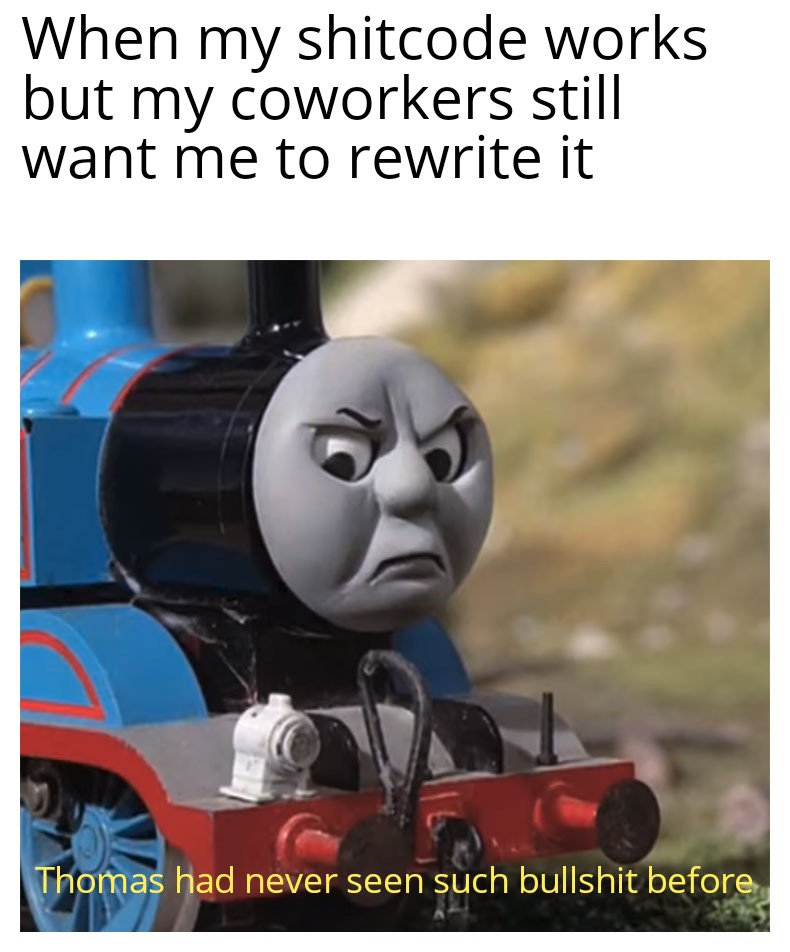 When my shitcode works
but my coworkers still
want me to rewrite it
Thomas had never seen such bullshit before